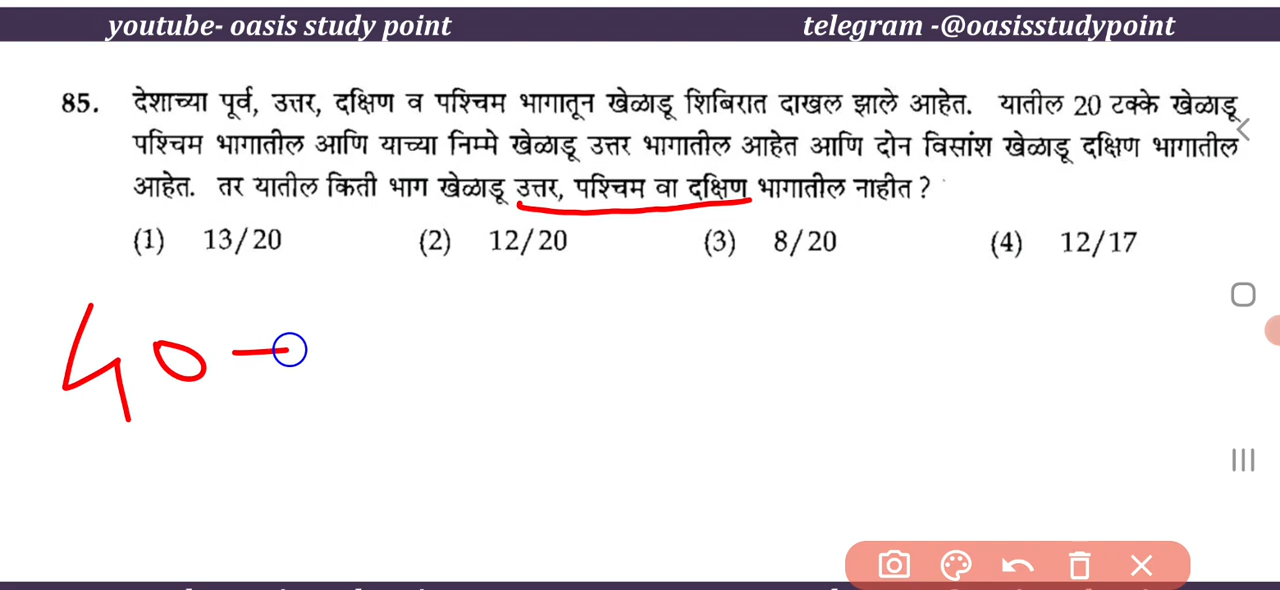 youtube- oasis study point telegram -@oasisstudypoint
85. देशाच्या पूर्व, उत्तर, दक्षिण व पश्चिम भागातून खेळाडू शिबिरात दाखल झाले आहेत. यातील 20 टक्के खेळाडू
पश्चिम भागातील आणि याच्या निम्मे खेळाडू उत्तर भागातील आहेत आणि दोन विसांश खेळाडू दक्षिण भागातील
आहेत. तर यातील किती भाग खेळाडू उत्तर, पश्चिम वा दक्षिण भागातील नाहीत ?
(1) 13/20 (2) 12/20 (3) 8/20 (4) 12/17
40 -